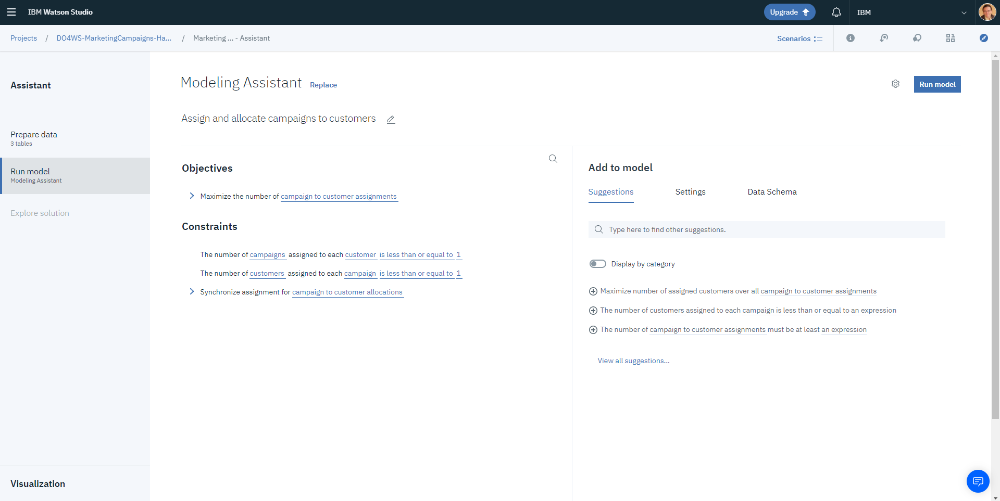 IBM Watson Studio
Upgrade
IBM
Projects / DO4WS-MarketingCampaigns-Ha... / Marketing ... - Assistant
Scenarios
Assistant
Prepare data
3 tables
Run model
Modeling Assistant
Explore solution
Visualization
Modeling Assistant Replace
Run model
Assign and allocate campaigns to customers
Objectives
Maximize the number of campaign to customer assignments
Constraints
The number of campaigns assigned to each customer is less than or equal to 1
The number of customers assigned to each campaign is less than or equal to 1
Synchronize assignment for campaign to customer allocations
Add to model
Suggestions Settings Data Schema
Type here to find other suggestions.
Display by category
Maximize number of assigned customers over all campaign to customer assignments
The number of customers assigned to each campaign is less than or equal to an expression
The number of campaign to customer assignments must be at least an expression
View all suggestions...